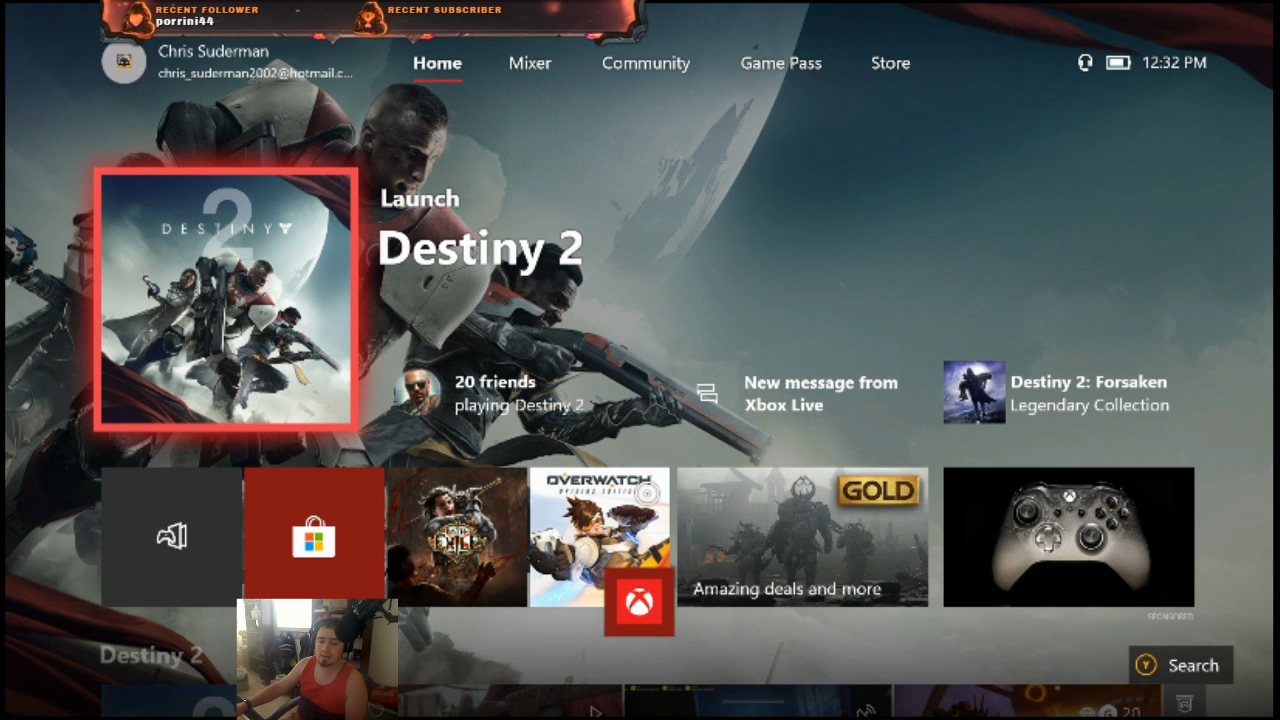 RECENT FOLLOWER
porrini44
RECENT SUBSCRIBER
Chris Suderman
chris_suderman2002@hotmail.c...
Home
Mixer
Community
Game Pass
Store
12:32 PM
2
DESTINY
Launch
Destiny 2
20 friends
playing Destiny 2
New message from
Xbox Live
Destiny 2: Forsaken
Legendary Collection
OVERWATCH
GOLD
Amazing deals and more
SPONSORED
Destiny 2
Y
Search
2
20